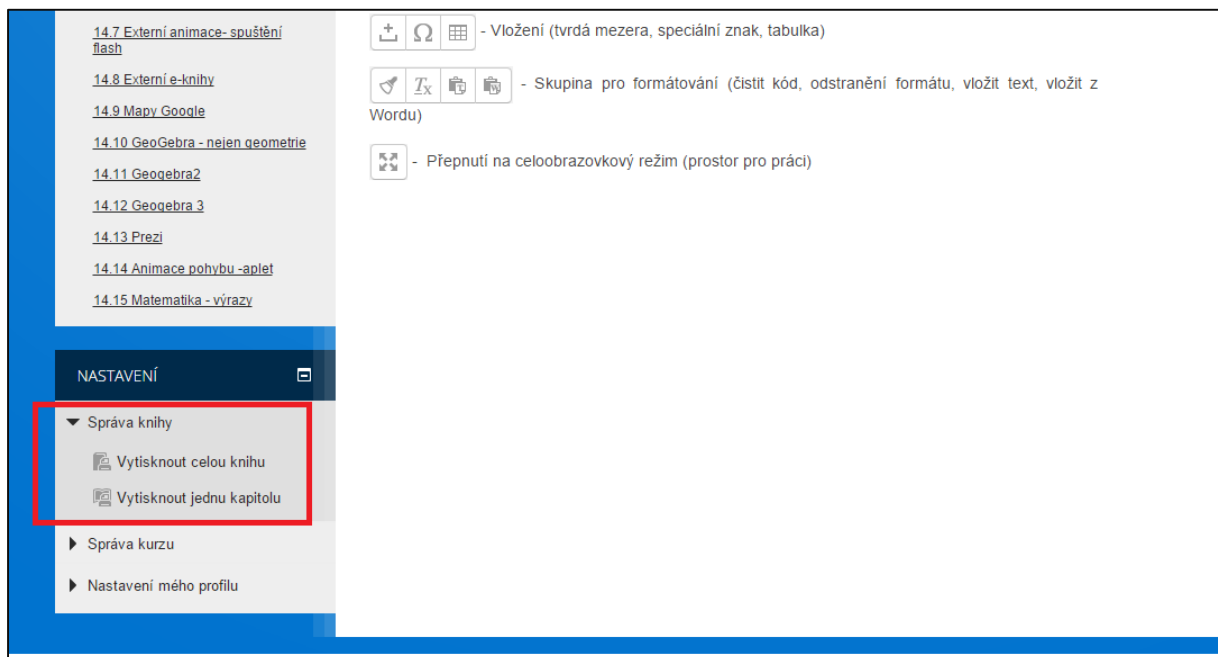 14.7 Externí animace- spuštění
flash
14.8 Externí e-knihy
14.9 Mapy Google
14.10 GeoGebra - nejen geometrie
14.11 Geogebra2
14.12 Geogebra 3
14.13 Prezi
14.14 Animace pohybu -aplet
14.15 Matematika - výrazy
NASTAVENÍ
Správa knihy
Vytisknout celou knihu
Vytisknout jednu kapitolu
Správa kurzu
Nastavení mého profilu
Ω - Vložení (tvrdá mezera, speciální znak, tabulka)
Tx - Skupina pro formátování (čistit kód, odstranění formátu, vložit text, vložit z
Wordu)
- Přepnutí na celoobrazovkový režim (prostor pro práci)